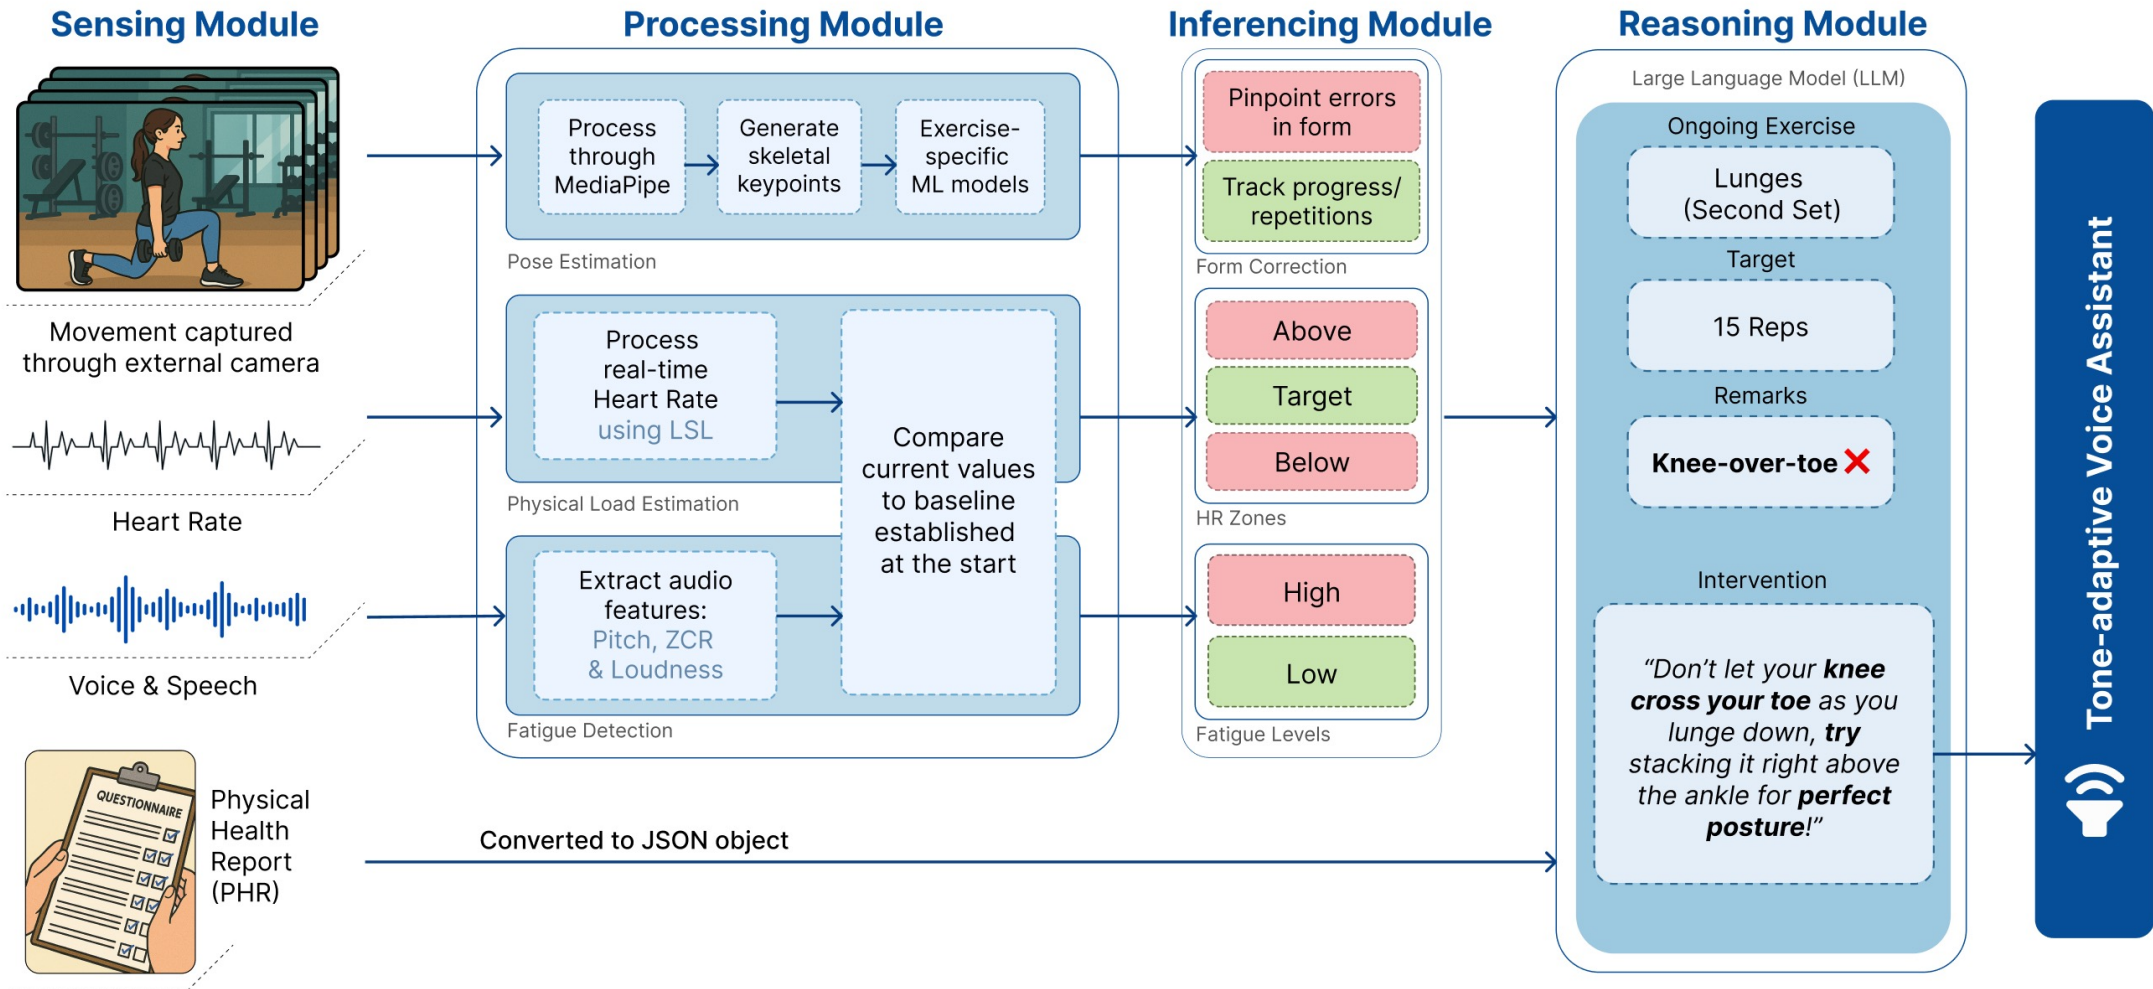 Sensing Module
Movement captured
through external camera
Heart Rate
Voice & Speech
QUESTIONNAIRE
Physical
Health
Report
(PHR)
Converted to JSON object
Processing Module
Process
through
MediaPipe
Generate
skeletal
keypoints
Exercise-
specific
ML models
Pose Estimation
Process
real-time
Heart Rate
using LSL
Physical Load Estimation
Extract audio
features:
Pitch, ZCR
& Loudness
Fatigue Detection
Compare
current values
to baseline
established
at the start
Inferencing Module
Pinpoint errors
in form
Track progress/
repetitions
Form Correction
Above
Target
Below
HR Zones
High
Low
Fatigue Levels
Reasoning Module
Large Language Model (LLM)
Ongoing Exercise
Lunges
(Second Set)
Target
15 Reps
Remarks
Knee-over-toe
Intervention
“Don’t let your knee
cross your toe as you
lunge down, try
stacking it right above
the ankle for perfect
posture!”
Tone-adaptive Voice Assistant